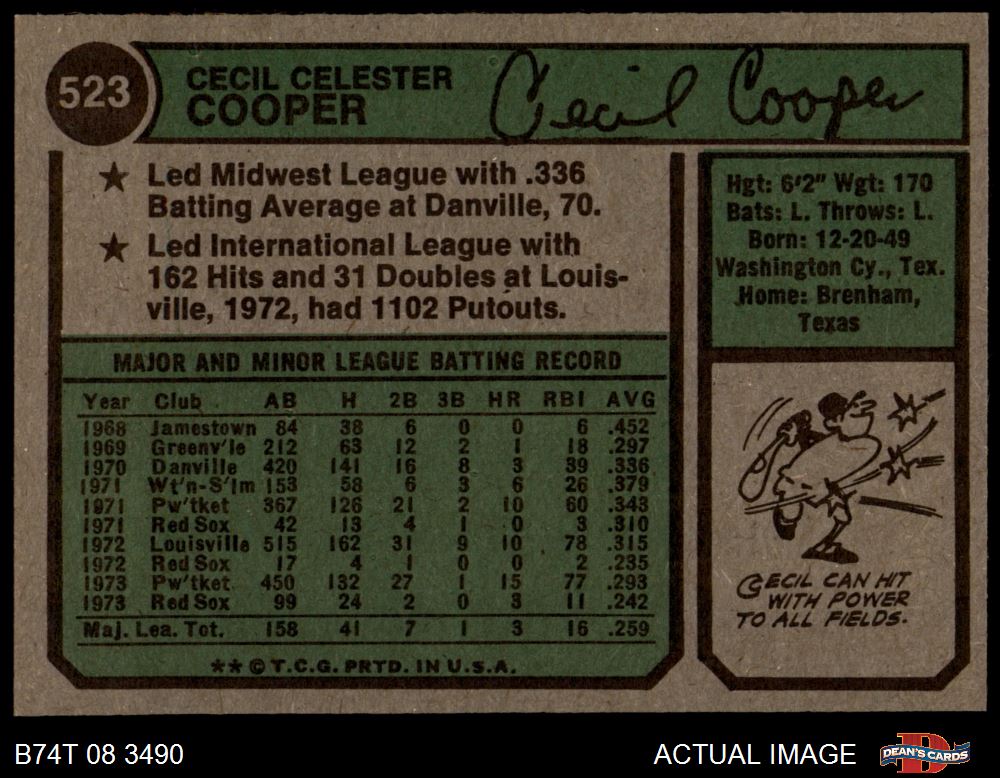 523
CECIL CELESTER
COOPER
Cecil Cooper
★ Led Midwest League with .336
Batting Average at Danville, 70.
★ Led International League with
162 Hits and 31 Doubles at Louis-
ville, 1972, had 1102 Putouts.
Hgt: 6'2" Wgt: 170
Bats: L. Throws: L.
Born: 12-20-49
Washington Cy., Tex.
Home: Brenham,
Texas
MAJOR AND MINOR LEAGUE BATTING RECORD
Year Club AB H 2B 3B HR RBI AVG
1968 Jamestown 84 38 6 0 0 6 .452
1969 Greenv'le 212 63 12 2 1 18 .297
1970 Danville 420 141 16 8 3 39 .336
1971 Wt'n-S'lm 153 58 6 3 6 26 .379
1971 Pw'tket 367 126 21 2 10 60 .343
1971 Red Sox 42 13 4 1 0 3 .310
1972 Louisville 515 162 31 9 10 78 .315
1972 Red Sox 17 4 1 0 0 2 .235
1973 Pw'tket 450 132 27 1 15 77 .293
1973 Red Sox 99 24 2 0 3 11 .242
Maj. Lea. Tot. 158 41 7 1 3 16 .259
**©T.C.G. PRTD. IN U.S.A.
CECIL CAN HIT
WITH POWER
TO ALL FIELDS.
B74T 08 3490
ACTUAL IMAGE
DEAN'S CARDS